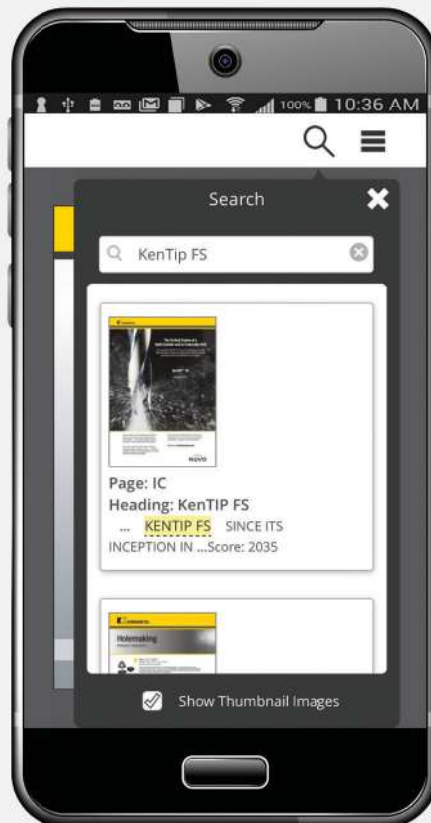 100% 10:36 AM
Search
KenTip FS
Page: IC
Heading: KenTIP FS
... KENTIP FS SINCE ITS
INCEPTION IN ...Score: 2035
Holemaking
Show Thumbnail Images